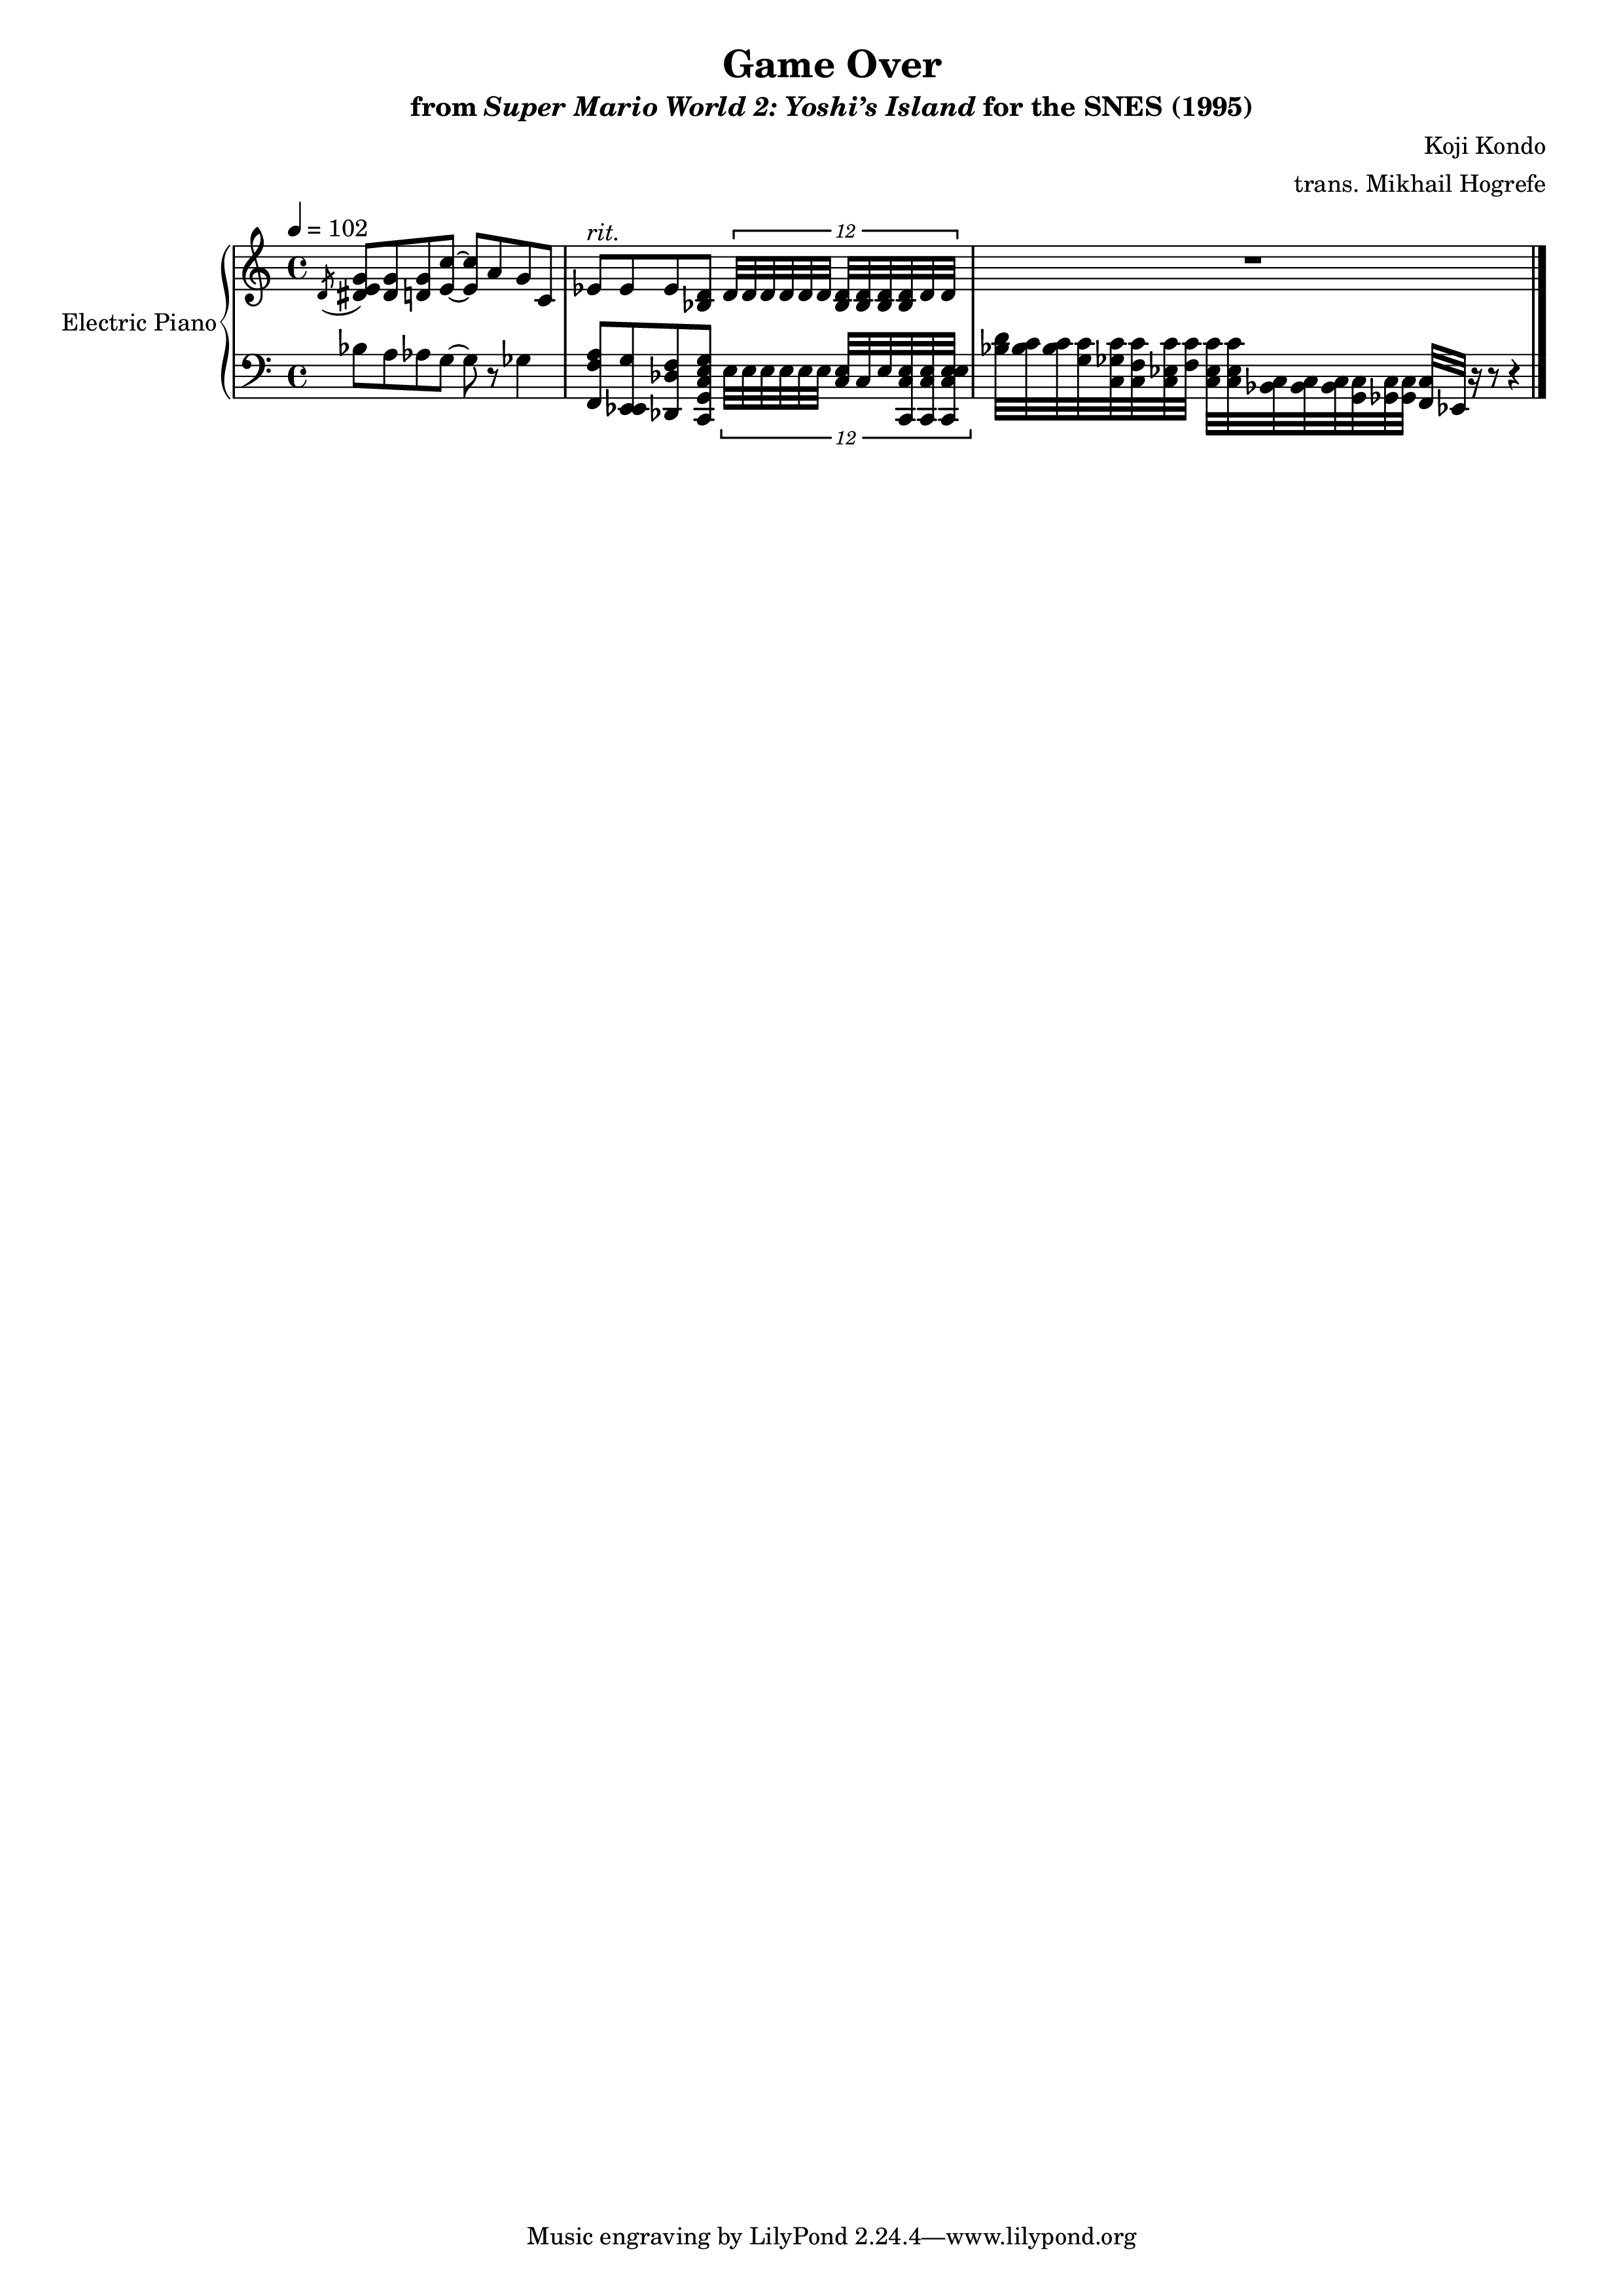 Game Over
from Super Mario World 2: Yoshi’s Island for the SNES (1995)
Koji Kondo
trans. Mikhail Hogrefe
= 102
rit.
12
Electric Piano
12
Music engraving by LilyPond 2.24.4—www.lilypond.org